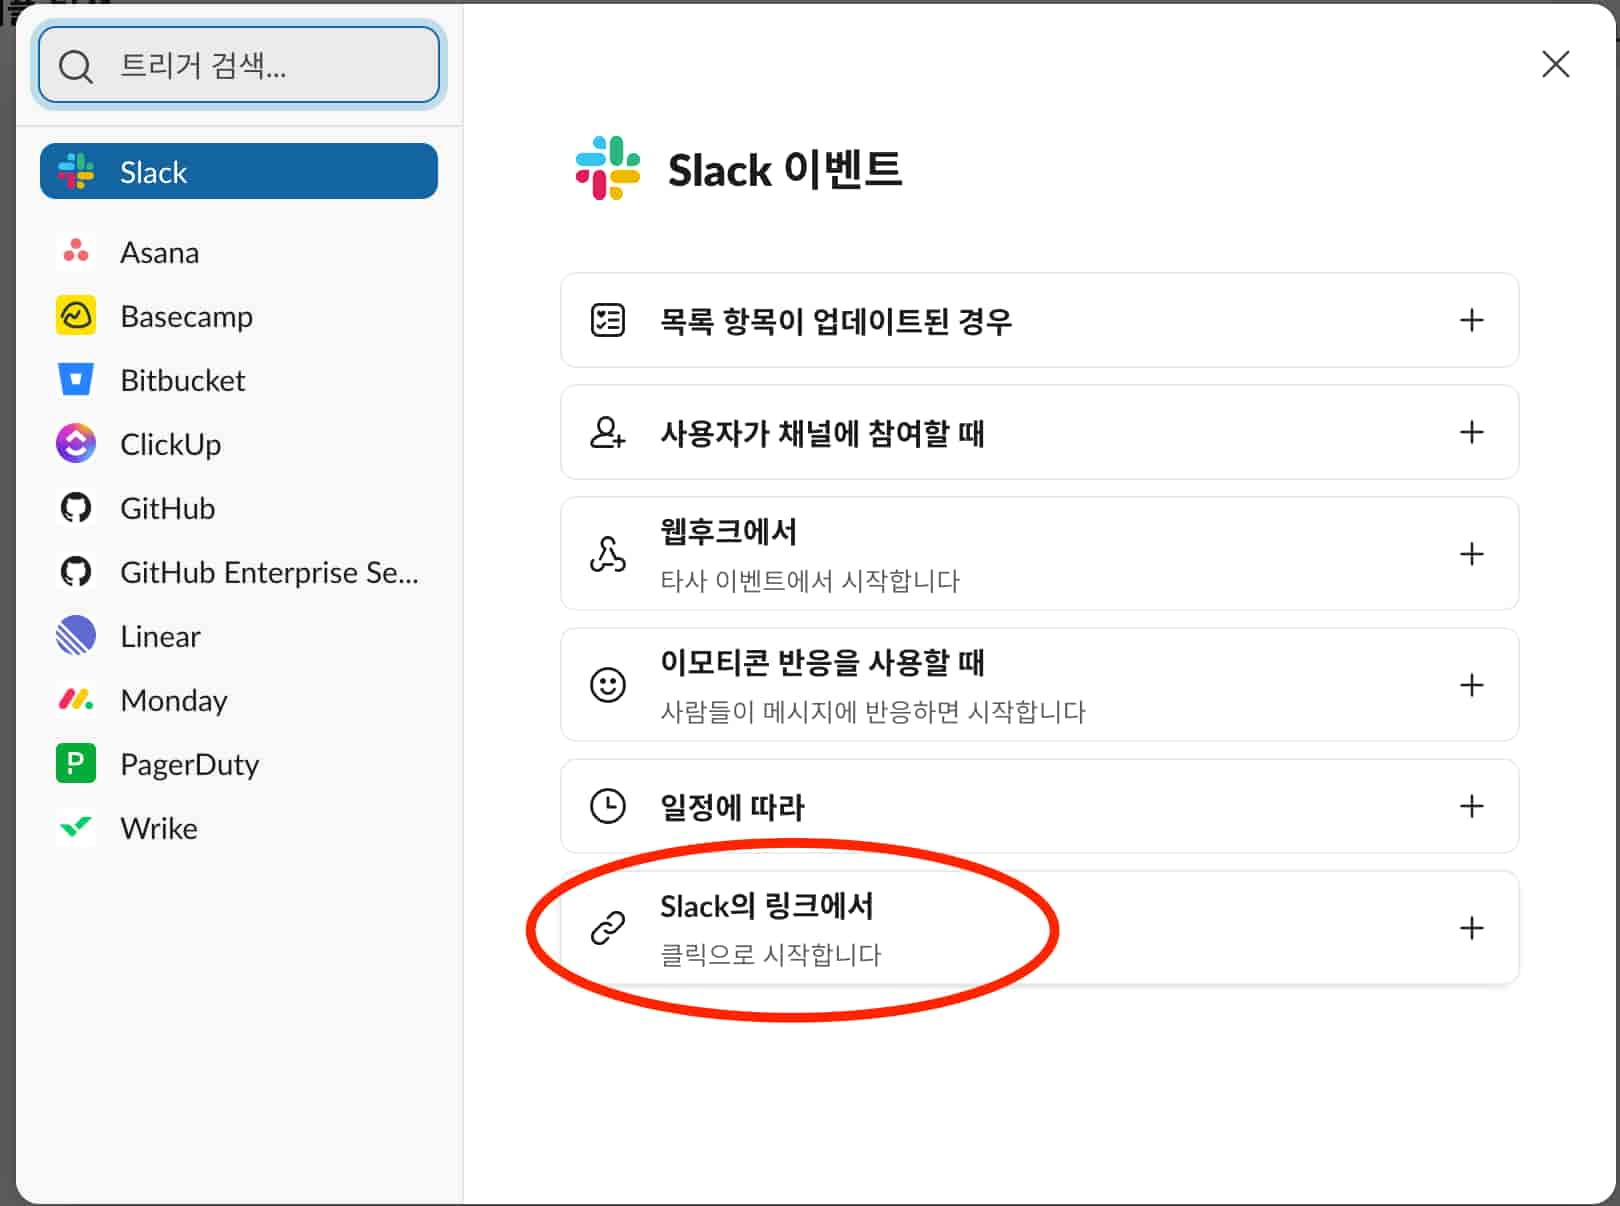 트리거 검색...
Slack
Asana
Basecamp
Bitbucket
ClickUp
GitHub
GitHub Enterprise Se...
Linear
Monday
PagerDuty
Wrike
Slack 이벤트
목록 항목이 업데이트된 경우
사용자가 채널에 참여할 때
웹후크에서
타사 이벤트에서 시작합니다
이모티콘 반응을 사용할 때
사람들이 메시지에 반응하면 시작합니다
일정에 따라
Slack의 링크에서
클릭으로 시작합니다